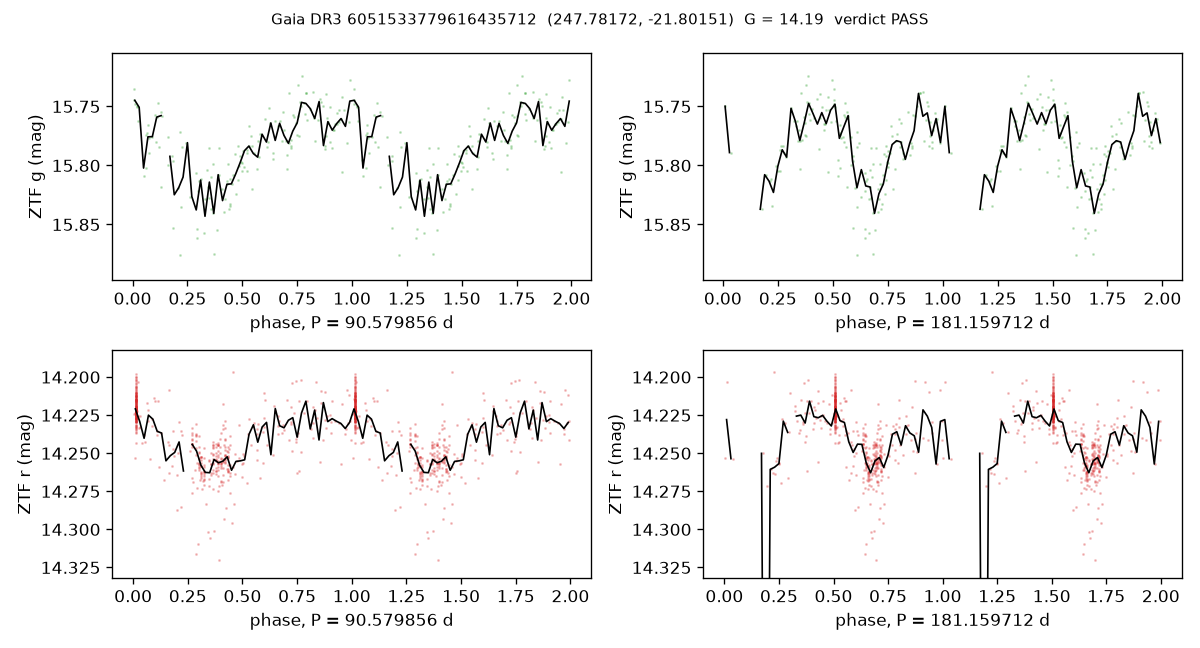 Gaia DR3 6051533779616435712 (247.78172, -21.80151) G = 14.19 verdict PASS
ZTF g (mag)
15.75
15.80
15.85
0.00 0.25 0.50 0.75 1.00 1.25 1.50 1.75 2.00
phase, P = 90.579856 d
ZTF g (mag)
15.75
15.80
15.85
0.00 0.25 0.50 0.75 1.00 1.25 1.50 1.75 2.00
phase, P = 181.159712 d
ZTF r (mag)
14.200
14.225
14.250
14.275
14.300
14.325
0.00 0.25 0.50 0.75 1.00 1.25 1.50 1.75 2.00
phase, P = 90.579856 d
ZTF r (mag)
14.200
14.225
14.250
14.275
14.300
14.325
0.00 0.25 0.50 0.75 1.00 1.25 1.50 1.75 2.00
phase, P = 181.159712 d